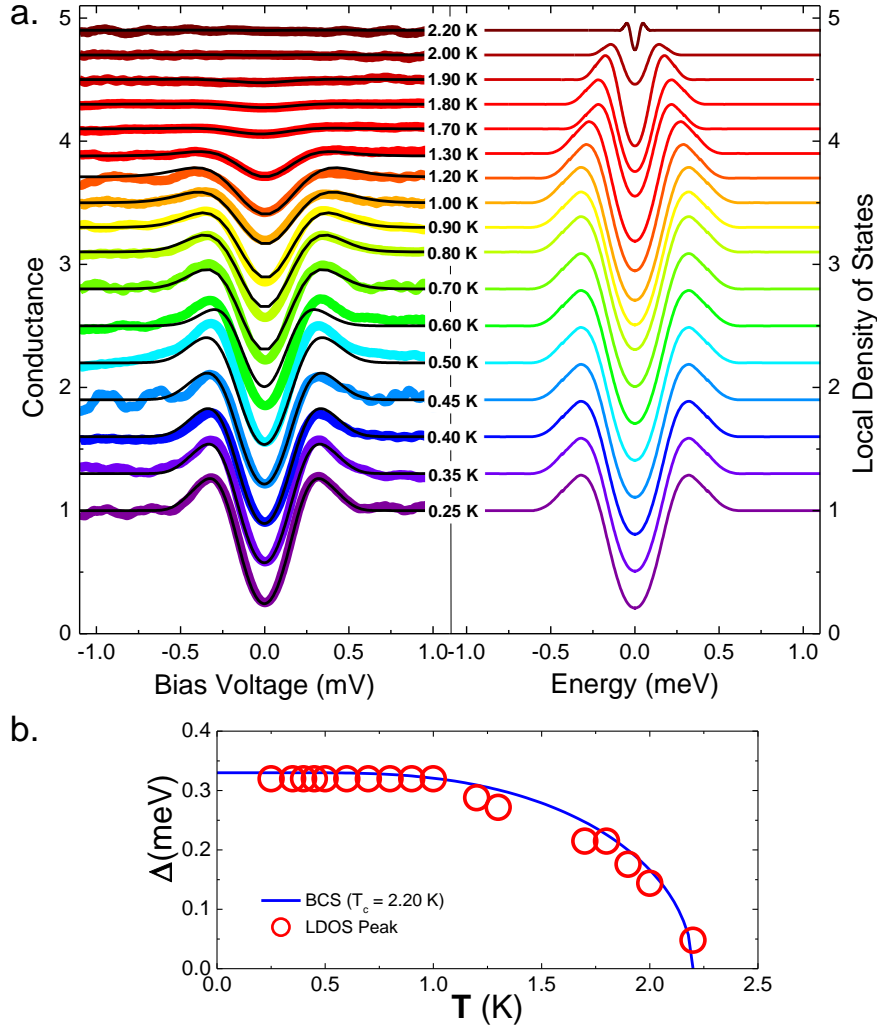 a.
5
4
3
2
1
0
Conductance
2.20 K
2.00 K
1.90 K
1.80 K
1.70 K
1.30 K
1.20 K
1.00 K
0.90 K
0.80 K
0.70 K
0.60 K
0.50 K
0.45 K
0.40 K
0.35 K
0.25 K
5
4
3
2
1
0
Local Density of States
-1.0 -0.5 0.0 0.5 1.0 -1.0 -0.5 0.0 0.5 1.0
Bias Voltage (mV) Energy (meV)
b.
0.4
0.3
0.2
0.1
0.0
Δ(meV)
BCS (Tc = 2.20 K)
LDOS Peak
0.0 0.5 1.0 1.5 2.0 2.5
T (K)